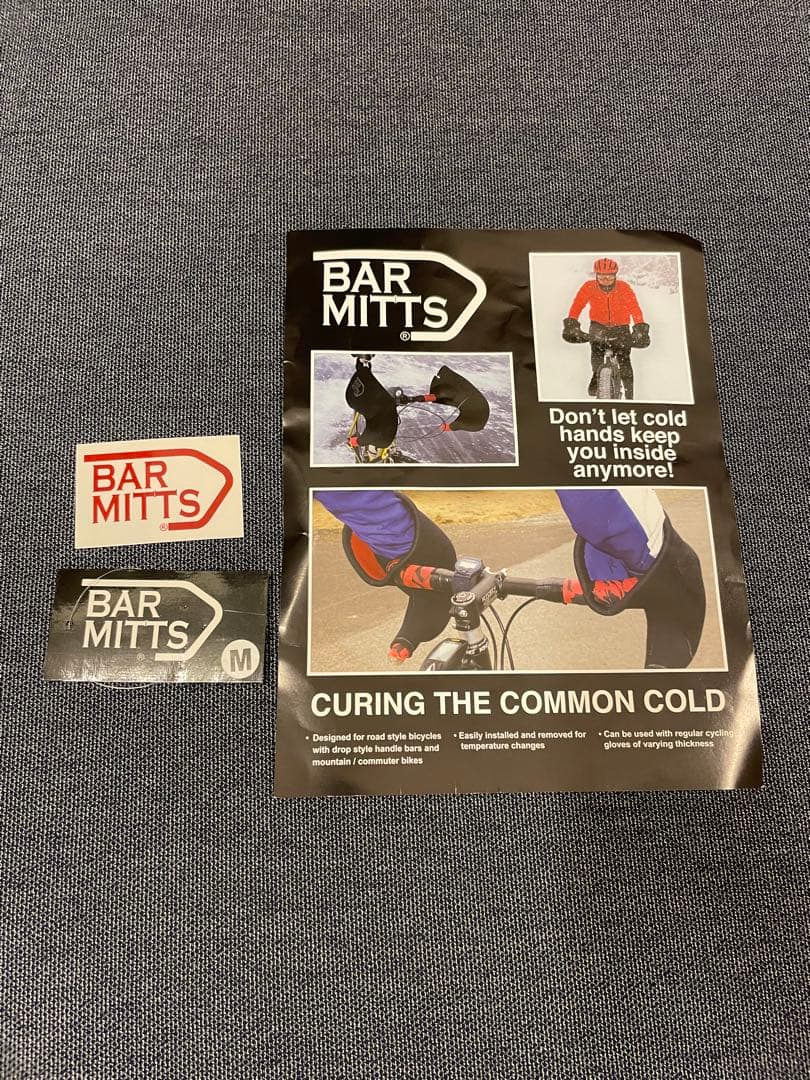 BAR
MITTS
®
Don't let cold
hands keep
you inside
anymore!
CURING THE COMMON COLD
• Designed for road style bicycles
with drop style handle bars and
mountain / commuter bikes
• Easily installed and removed for
temperature changes
• Can be used with regular cycling
gloves of varying thickness
BAR
MITTS
®
BAR
MITTS
®
M